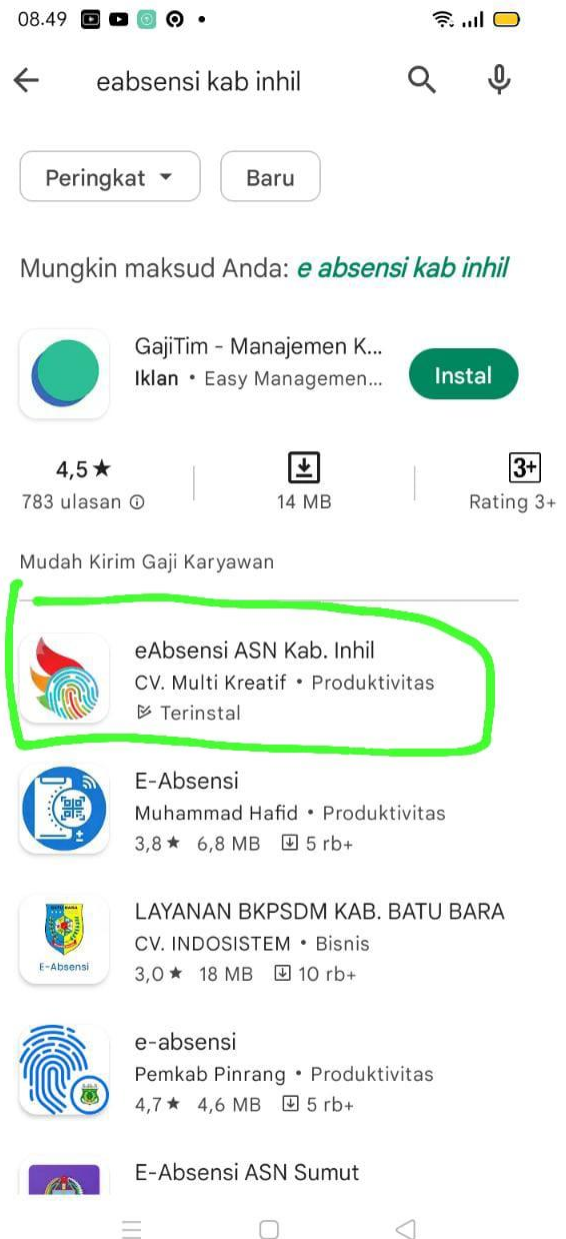 08.49
eabsensi kab inhil
Peringkat Baru
Mungkin maksud Anda: e absensi kab inhil
GajiTim - Manajemen K...
Iklan • Easy Managemen...
Instal
4,5★
783 ulasan
14 MB
3+
Rating 3+
Mudah Kirim Gaji Karyawan
eAbsensi ASN Kab. Inhil
CV. Multi Kreatif • Produktivitas
Terinstal
E-Absensi
Muhammad Hafid • Produktivitas
3,8★ 6,8 MB 5 rb+
BATU BARA
E-Absensi
LAYANAN BKPSDM KAB. BATU BARA
CV. INDOSISTEM • Bisnis
3,0★ 18 MB 10 rb+
e-absensi
Pemkab Pinrang • Produktivitas
4,7★ 4,6 MB 5 rb+
E-Absensi ASN Sumut